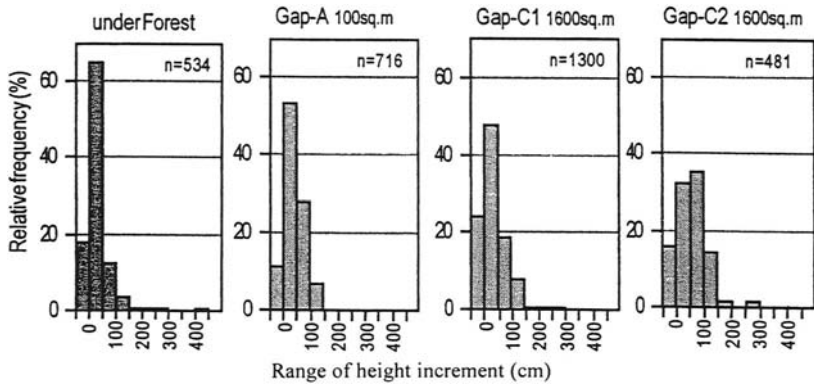 underForest
Gap-A 100sq.m
Gap-C1 1600sq.m
Gap-C2 1600sq.m
n=534
n=716
n=1300
n=481
Relative frequency (%)
60
40
20
0
60
40
20
0
60
40
20
0
60
40
20
0
0 100 200 300 400
0 100 200 300 400
0 100 200 300 400
0 100 200 300 400
Range of height increment (cm)